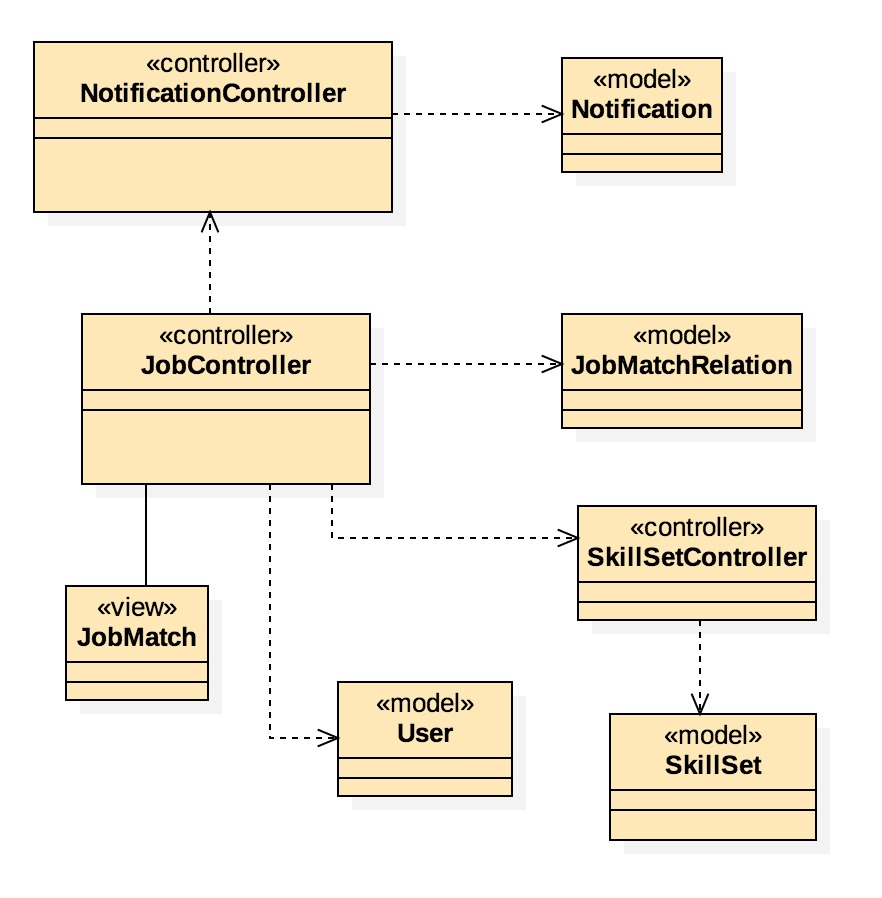 «controller»
NotificationController
«model»
Notification
«controller»
JobController
«model»
JobMatchRelation
«controller»
SkillSetController
«view»
JobMatch
«model»
User
«model»
SkillSet